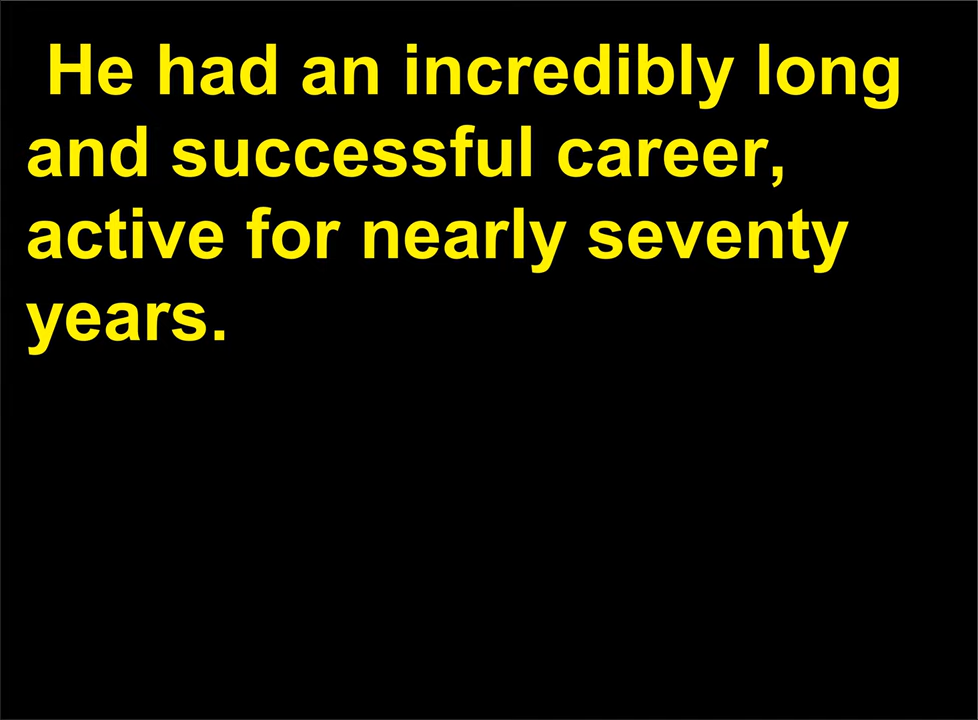 He had an incredibly long
and successful career,
active for nearly seventy
years.